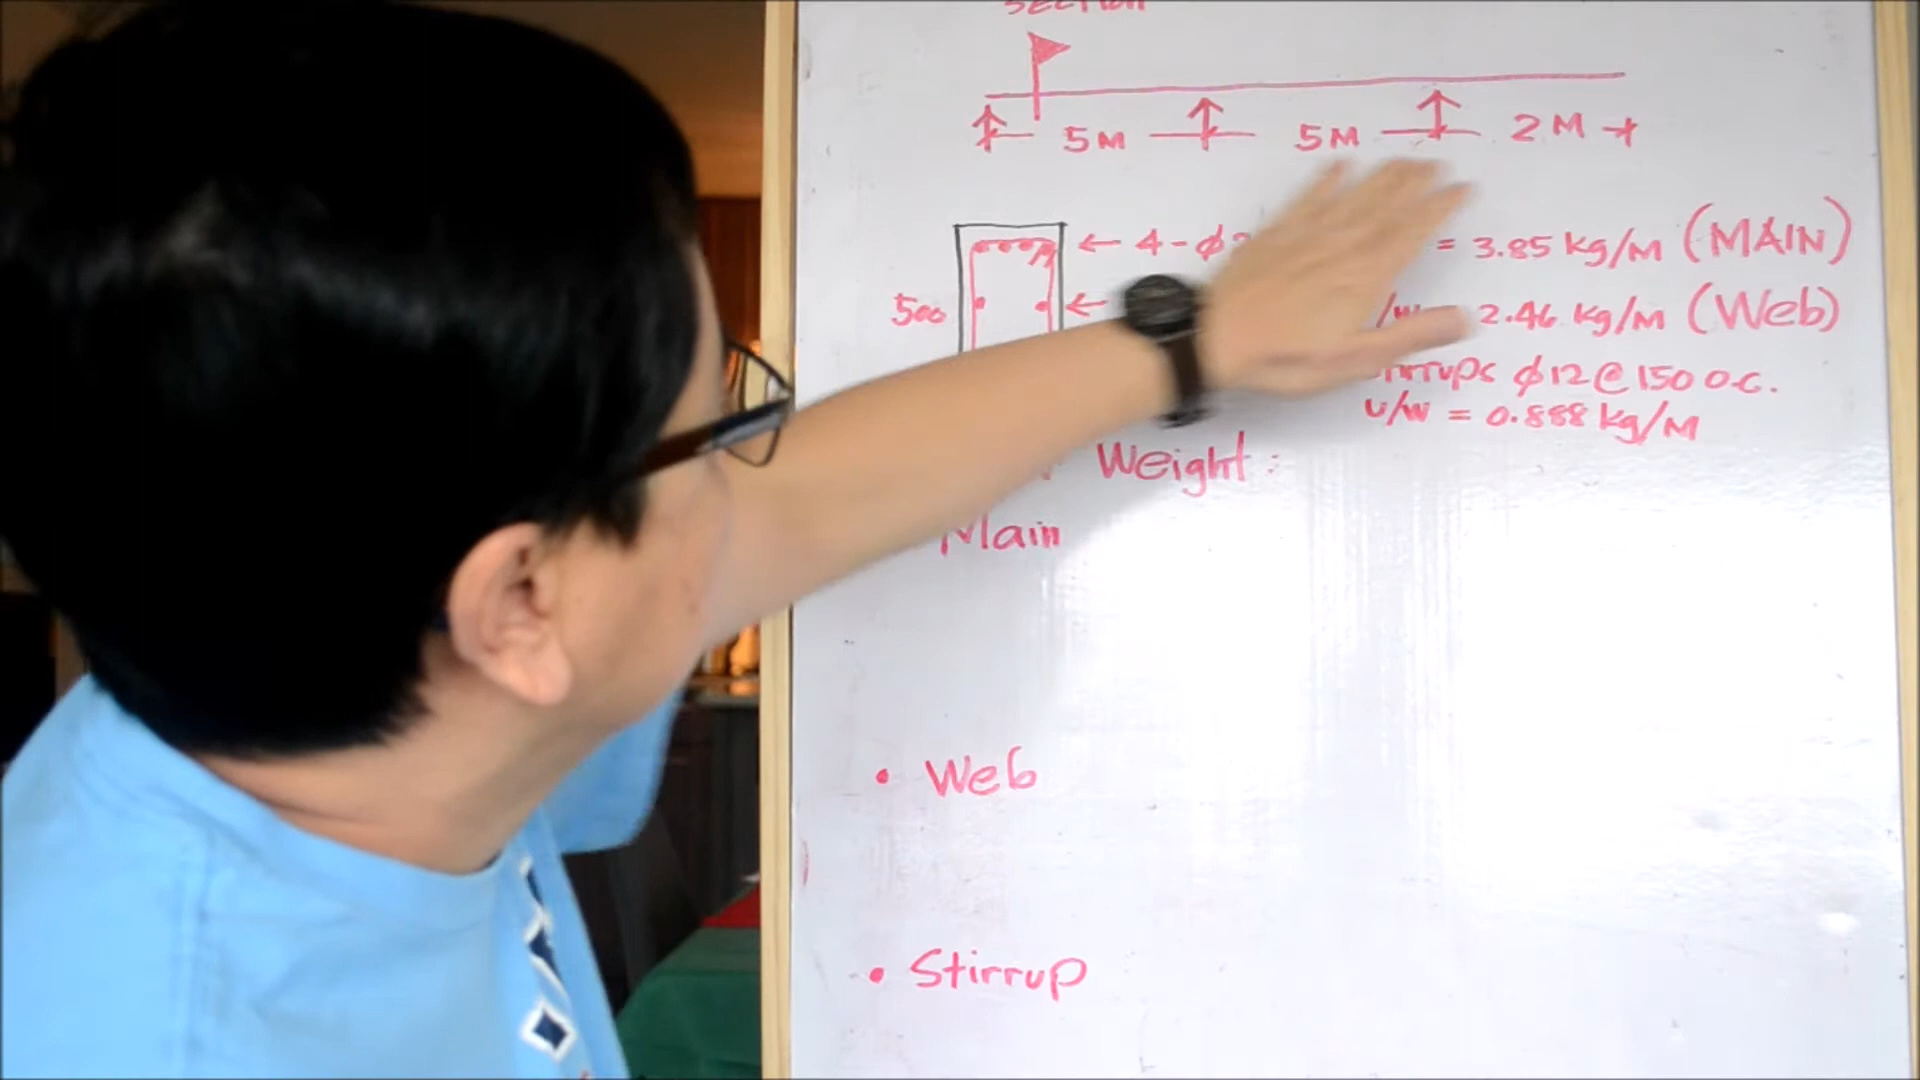 Section
5M 5M 2M
← 4-ϕ = 3.85 kg/M (MAIN)
500 ← 2.46 kg/M (Web)
ϕ12@150 O.C.
U/W = 0.888 kg/M
Weight:
Main
• Web
• Stirrup